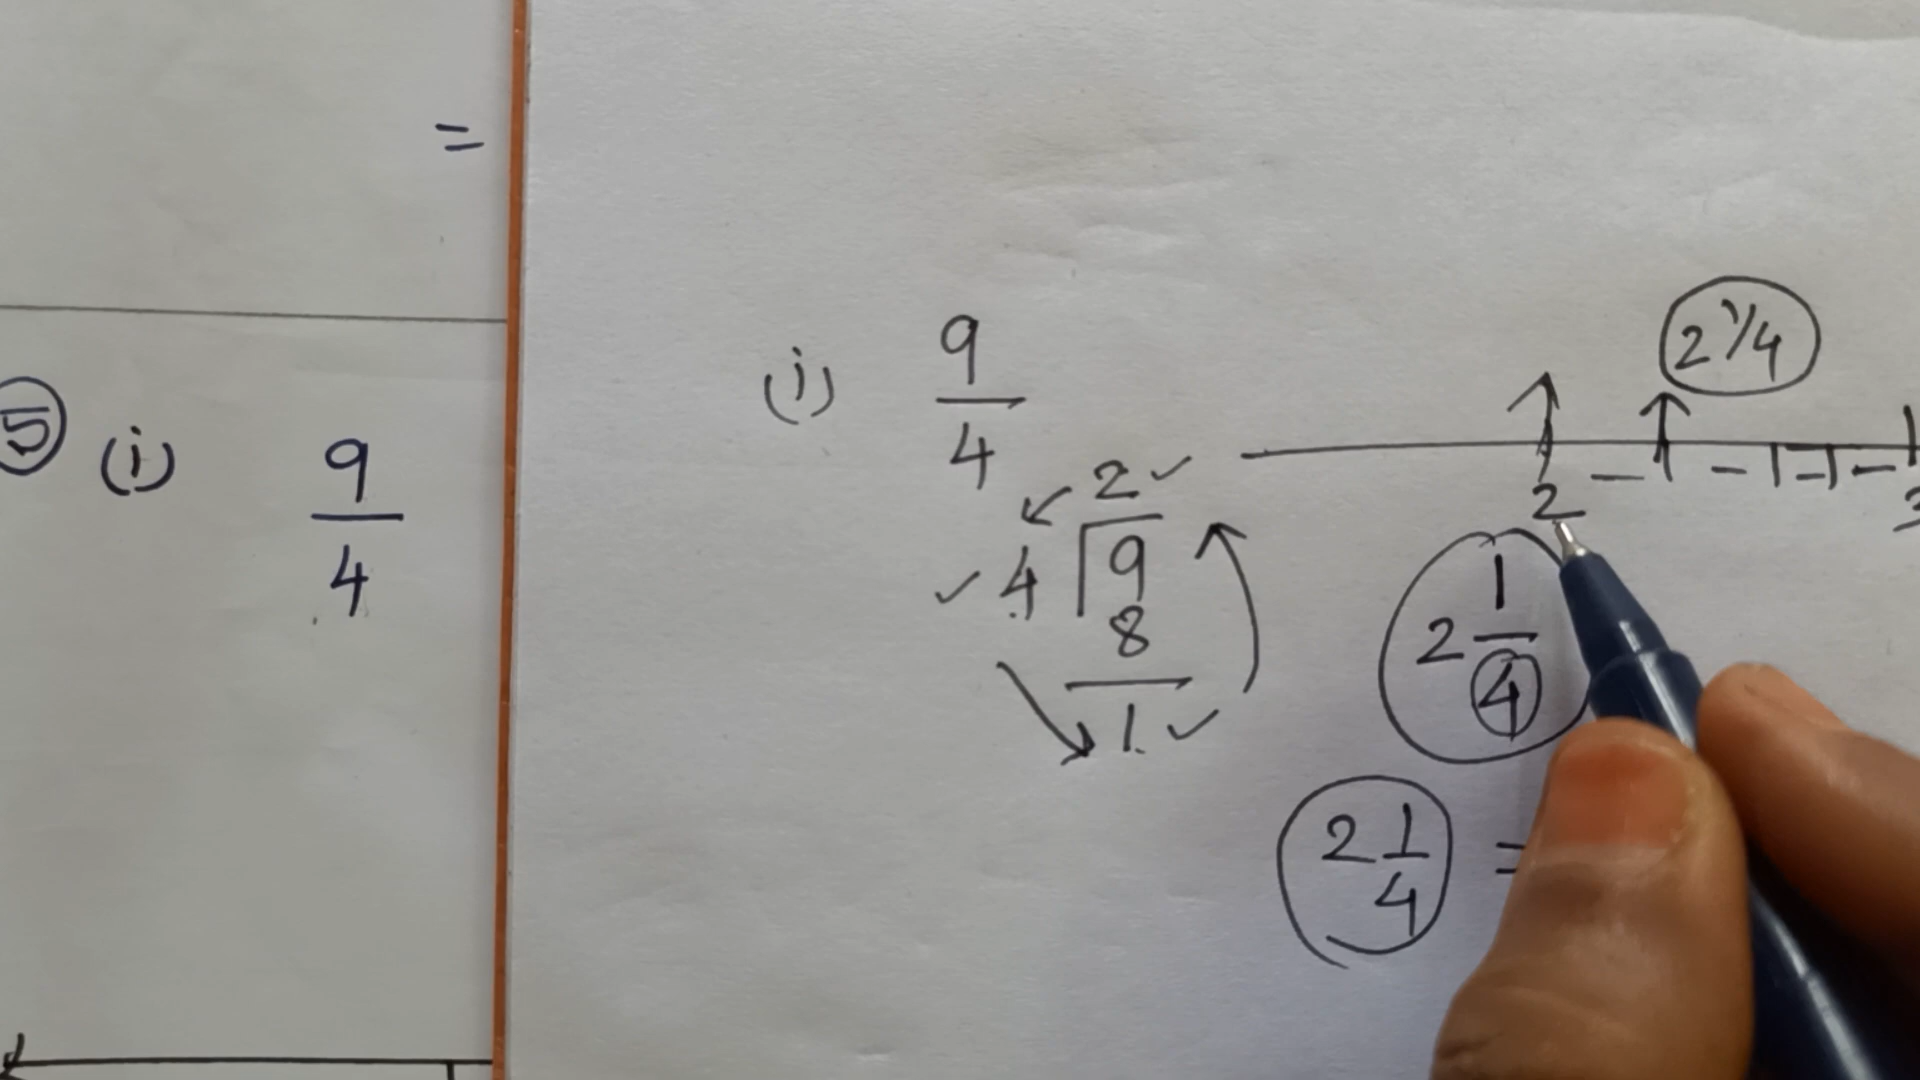 =
5 (i) 9/4
(i) 9/4
2 ✓
✓ 4 9
8
1 ✓
2 1/4
2
2 1/4
2 1/4 =